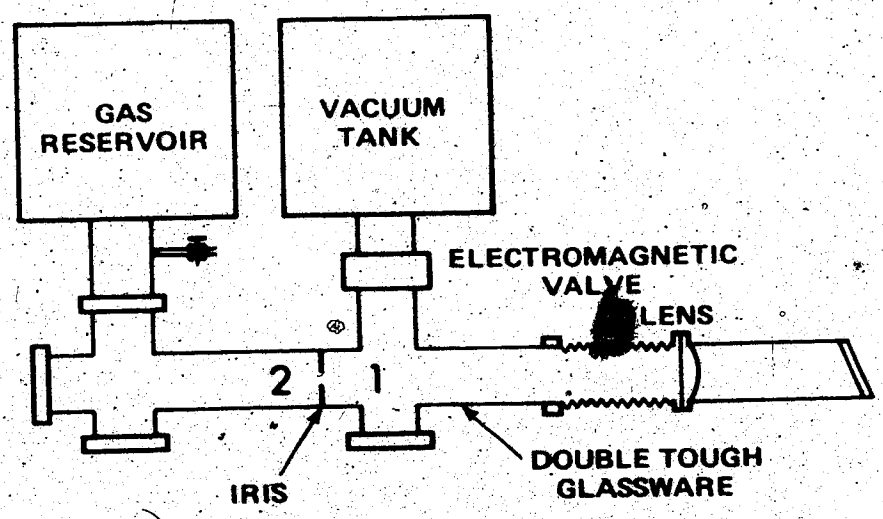 GAS
RESERVOIR
VACUUM
TANK
ELECTROMAGNETIC
VALVE
LENS
2
1
IRIS
DOUBLE TOUGH
GLASSWARE